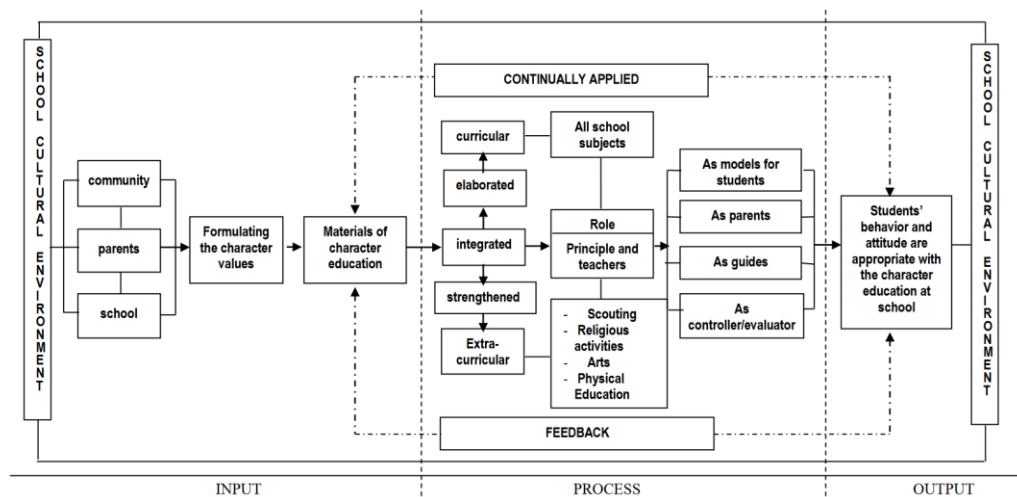 SCHOOL CULTURAL ENVIRONMENT
community
parents
school
Formulating
the character
values
Materials of
character
education
CONTINUALLY APPLIED
curricular
elaborated
integrated
strengthened
Extra-
curricular
All school
subjects
Role
Principle and
teachers
- Scouting
- Religious
activities
- Arts
- Physical
Education
As models for
students
As parents
As guides
As
controller/evaluator
FEEDBACK
Students'
behavior and
attitude are
appropriate with
the character
education at
school
SCHOOL CULTURAL ENVIRONMENT
INPUT
PROCESS
OUTPUT